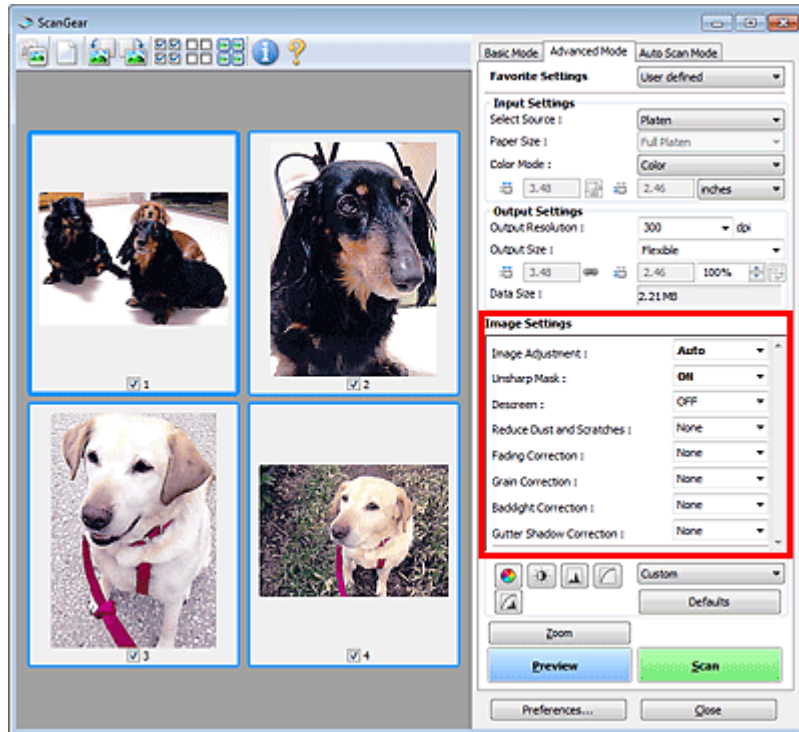 ScanGear
Basic Mode Advanced Mode Auto Scan Mode
Favorite Settings User defined
Input Settings
Select Source : Platen
Paper Size : Full Platen
Color Mode : Color
3.48 2.46 inches
Output Settings
Output Resolution : 300 dpi
Output Size : Flexible
3.48 2.46 100%
Data Size : 2.21 MB
Image Settings
Image Adjustment : Auto
Unsharp Mask : ON
Descreen : OFF
Reduce Dust and Scratches : None
Fading Correction : None
Grain Correction : None
Backlight Correction : None
Gutter Shadow Correction : None
Custom
Defaults
Zoom
Preview Scan
Preferences... Close
1 2
3 4